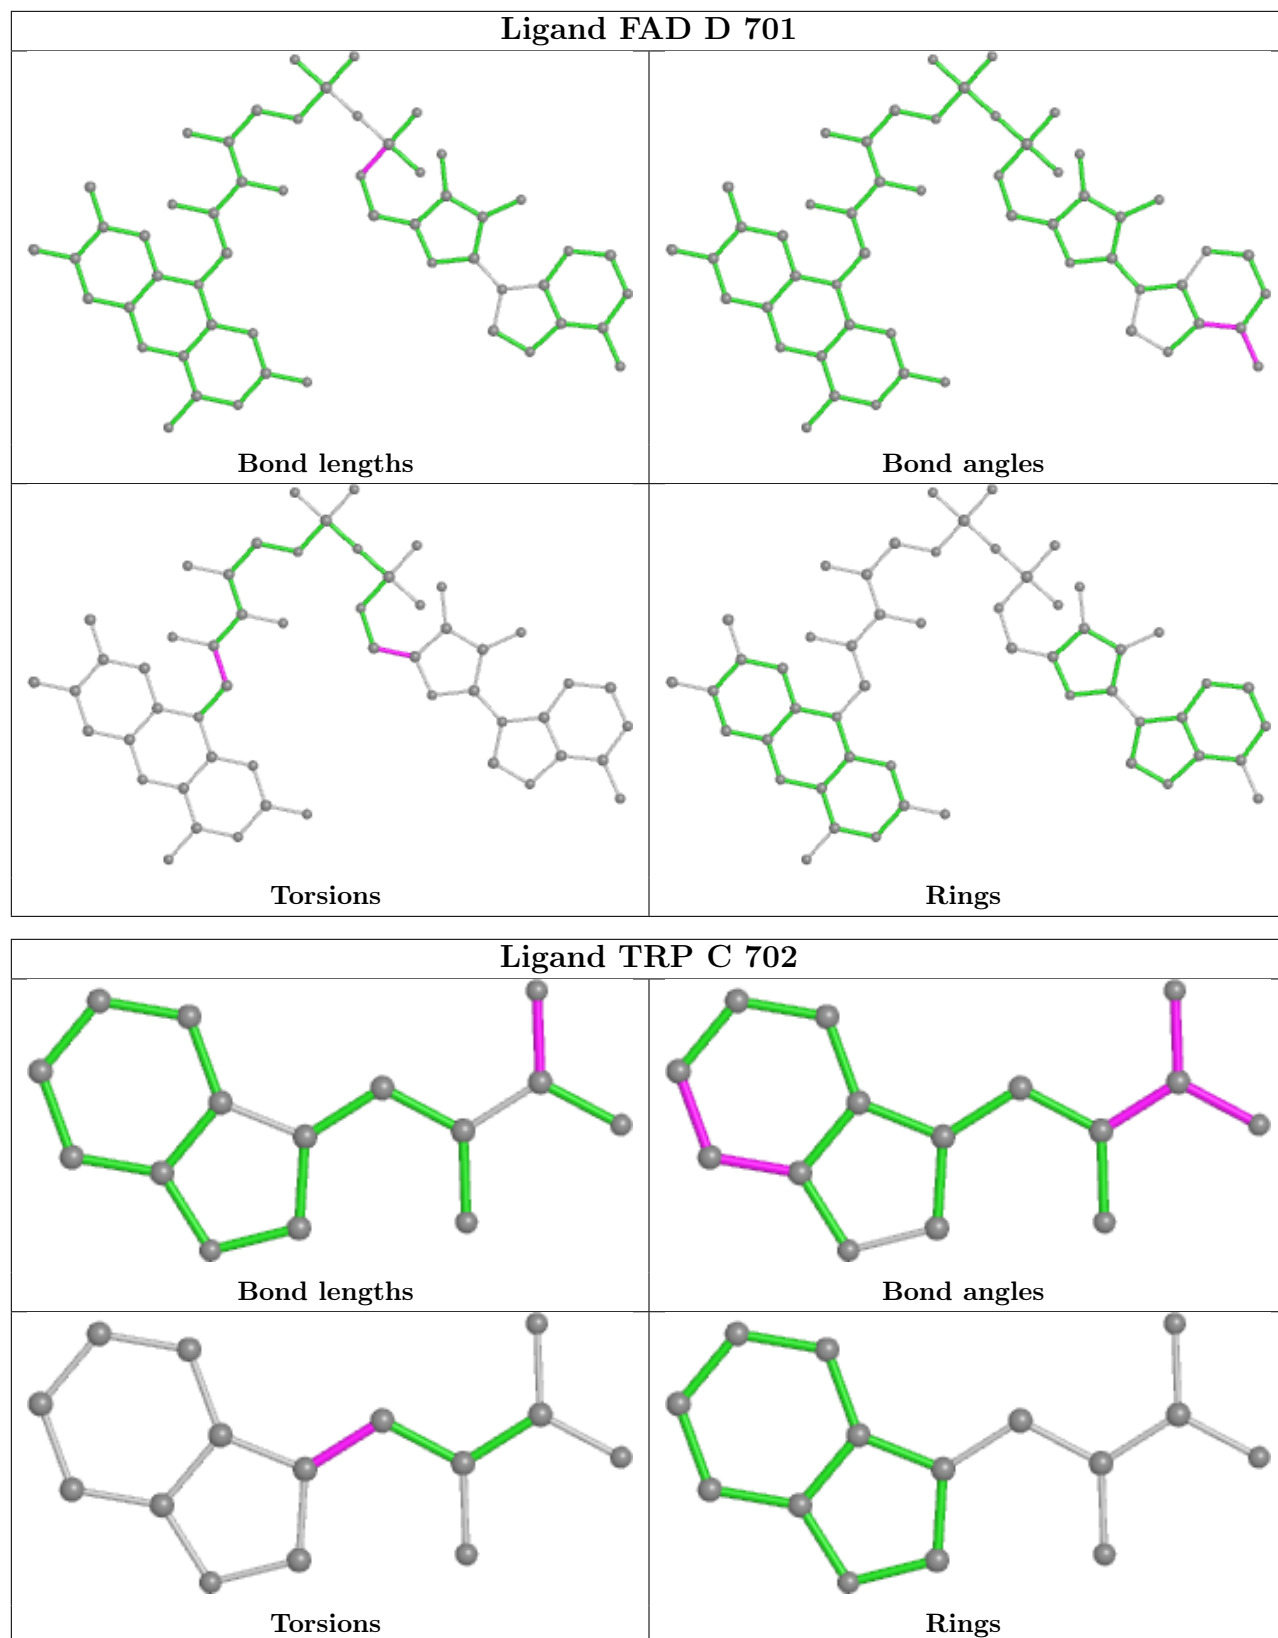 Ligand FAD D 701
Bond lengths
Bond angles
Torsions
Rings
Ligand TRP C 702
Bond lengths
Bond angles
Torsions
Rings